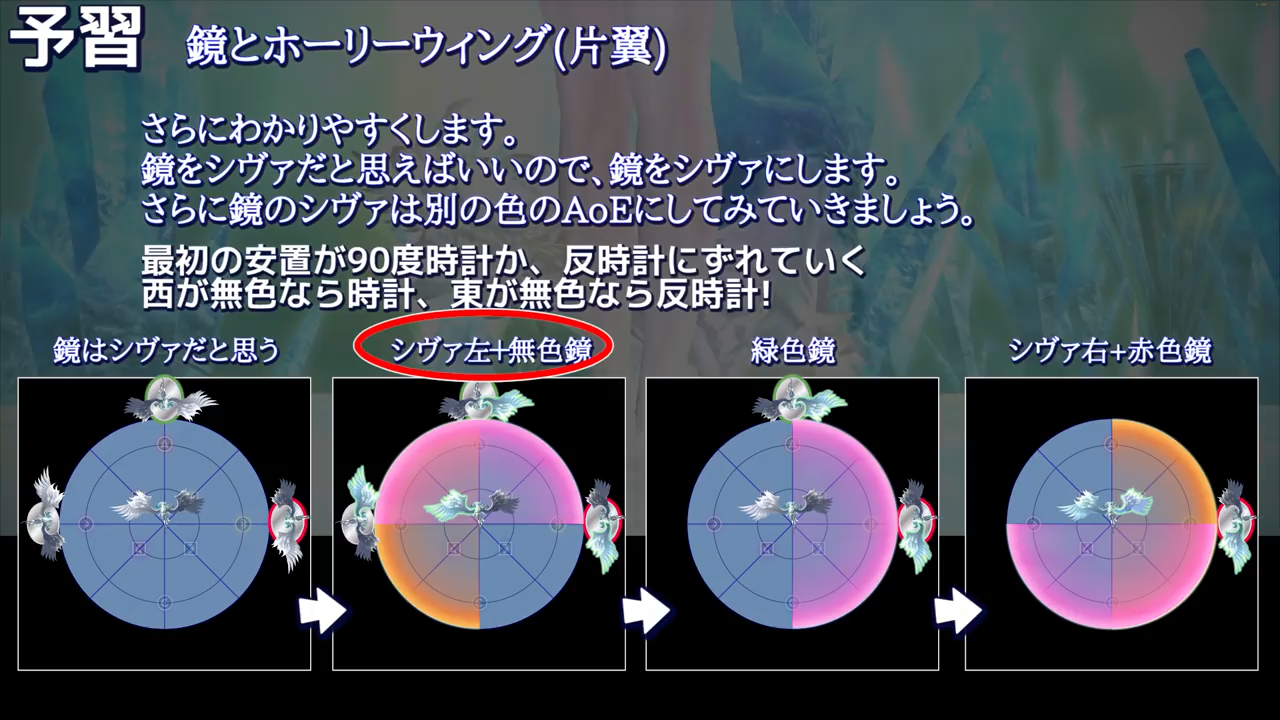 予習
鏡とホーリーウィング(片翼)
さらにわかりやすくします。
鏡をシヴァだと思えばいいので、鏡をシヴァにします。
さらに鏡のシヴァは別の色のAoEにしてみていきましょう。
最初の安置が90度時計か、反時計にずれていく
西が無色なら時計、東が無色なら反時計!
鏡はシヴァだと思う
シヴァ左+無色鏡
緑色鏡
シヴァ右+赤色鏡